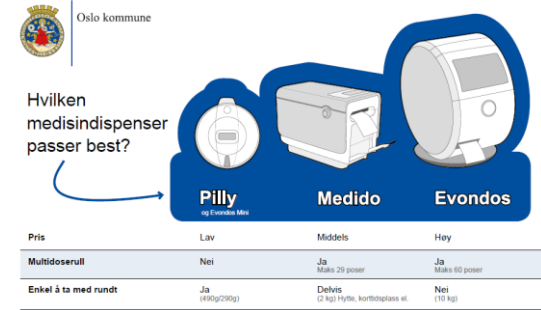 Oslo kommune
Hvilken
medisindispenser
passer best?
Pilly
og Evondos Mini
Medido
Evondos
Pris Lav Middels Høy
Multidoserull Nei Ja Ja
Maks 29 poser Maks 60 poser
Enkel å ta med rundt Ja Delvis Nei
(490g/290g) (2 kg) Hytte, korttidsplass el. (10 kg)